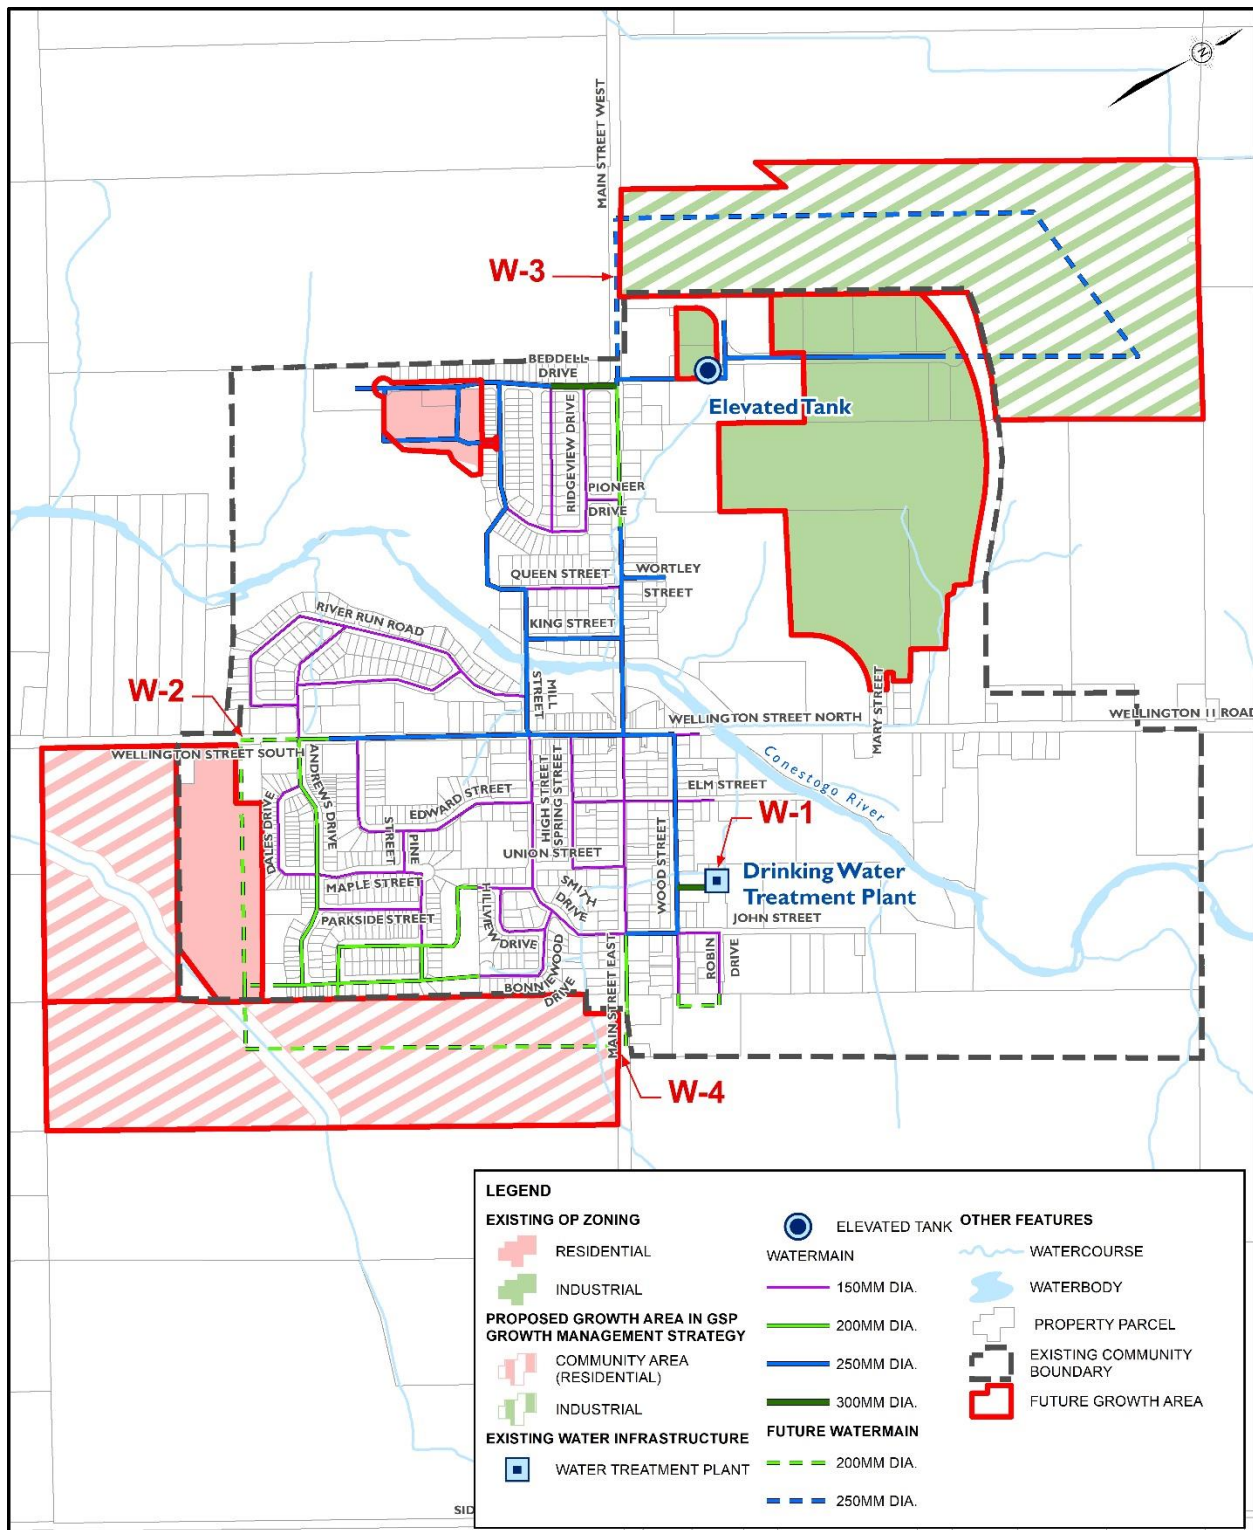 N
MAIN STREET WEST
W-3
BEDDELL
DRIVE
Elevated Tank
RIDGEVIEW DRIVE
PIONEER
DRIVE
QUEEN STREET
WORTLEY
STREET
KING STREET
RIVER RUN ROAD
W-2
MILL
STREET
MARY STREET
WELLINGTON STREET NORTH
WELLINGTON 11 ROAD
WELLINGTON STREET SOUTH
Conestogo River
ANDREWS DRIVE
DALES DRIVE
EDWARD STREET
HIGH STREET
SPRING STREET
ELM STREET
W-1
STREET
PINE
UNION STREET
WOOD STREET
Drinking Water
Treatment Plant
MAPLE STREET
SMITH
DRIVE
JOHN STREET
PARKSIDE STREET
HILLVIEW
DRIVE
ROBIN
DRIVE
BONNIEWOOD
DRIVE
MAIN STREET EAST
W-4
LEGEND
EXISTING OP ZONING
RESIDENTIAL
INDUSTRIAL
PROPOSED GROWTH AREA IN GSP
GROWTH MANAGEMENT STRATEGY
COMMUNITY AREA
(RESIDENTIAL)
INDUSTRIAL
EXISTING WATER INFRASTRUCTURE
WATER TREATMENT PLANT
ELEVATED TANK
WATERMAIN
150MM DIA.
200MM DIA.
250MM DIA.
300MM DIA.
FUTURE WATERMAIN
200MM DIA.
250MM DIA.
OTHER FEATURES
WATERCOURSE
WATERBODY
PROPERTY PARCEL
EXISTING COMMUNITY
BOUNDARY
FUTURE GROWTH AREA
SID